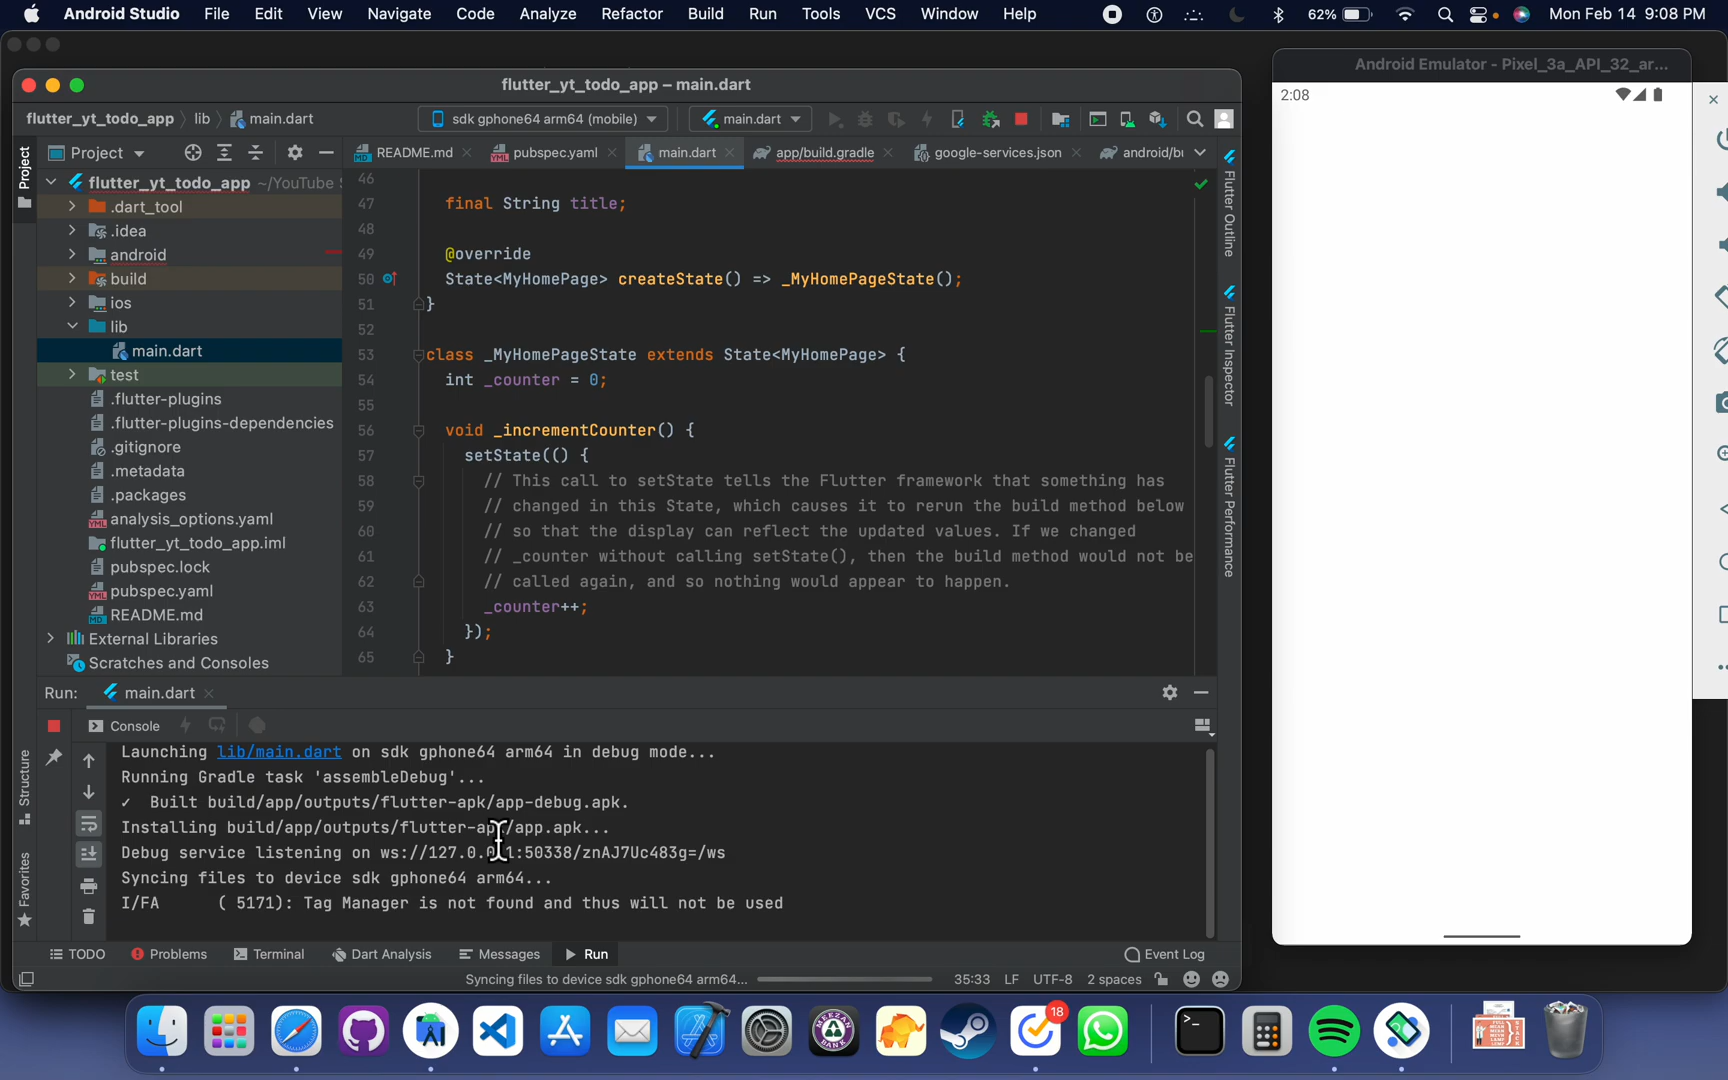 Android Studio File Edit View Navigate Code Analyze Refactor Build Run Tools VCS Window Help 62% Mon Feb 14 9:08 PM
flutter_yt_todo_app – main.dart
Android Emulator - Pixel_3a_API_32_ar...
2:08
flutter_yt_todo_app lib main.dart
sdk gphone64 arm64 (mobile) main.dart
Project
Project
README.md pubspec.yaml main.dart app/build.gradle google-services.json android/bu
flutter_yt_todo_app ~/YouTube S
.dart_tool
.idea
android
build
ios
lib
main.dart
test
.flutter-plugins
.flutter-plugins-dependencies
.gitignore
.metadata
.packages
analysis_options.yaml
flutter_yt_todo_app.iml
pubspec.lock
pubspec.yaml
README.md
External Libraries
Scratches and Consoles
46
47 final String title;
48
49 @override
50 State<MyHomePage> createState() => _MyHomePageState();
51 }
52
53 class _MyHomePageState extends State<MyHomePage> {
54 int _counter = 0;
55
56 void _incrementCounter() {
57 setState(() {
58 // This call to setState tells the Flutter framework that something has
59 // changed in this State, which causes it to rerun the build method below
60 // so that the display can reflect the updated values. If we changed
61 // _counter without calling setState(), then the build method would not be
62 // called again, and so nothing would appear to happen.
63 _counter++;
64 });
65 }
Flutter Outline
Flutter Inspector
Flutter Performance
Run: main.dart
Console
Structure
Favorites
Launching lib/main.dart on sdk gphone64 arm64 in debug mode...
Running Gradle task 'assembleDebug'...
✓ Built build/app/outputs/flutter-apk/app-debug.apk.
Installing build/app/outputs/flutter-apk/app.apk...
Debug service listening on ws://127.0.0.1:50338/znAJ7Uc483g=/ws
Syncing files to device sdk gphone64 arm64...
I/FA ( 5171): Tag Manager is not found and thus will not be used
TODO Problems Terminal Dart Analysis Messages Run Event Log
Syncing files to device sdk gphone64 arm64... 35:33 LF UTF-8 2 spaces
18
MEEZAN BANK